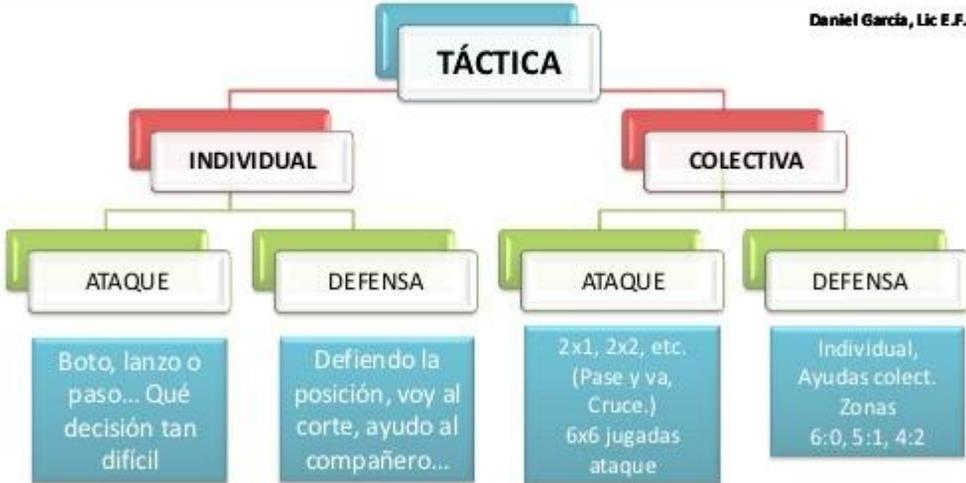 Daniel García, Lic E.F.
TÁCTICA
INDIVIDUAL
COLECTIVA
ATAQUE
DEFENSA
ATAQUE
DEFENSA
Boto, lanzo o
paso... Qué
decisión tan
difícil
Defiendo la
posición, voy al
corte, ayudo al
compañero...
2x1, 2x2, etc.
(Pase y va,
Cruce.)
6x6 jugadas
ataque
Individual,
Ayudas colect.
Zonas
6:0, 5:1, 4:2